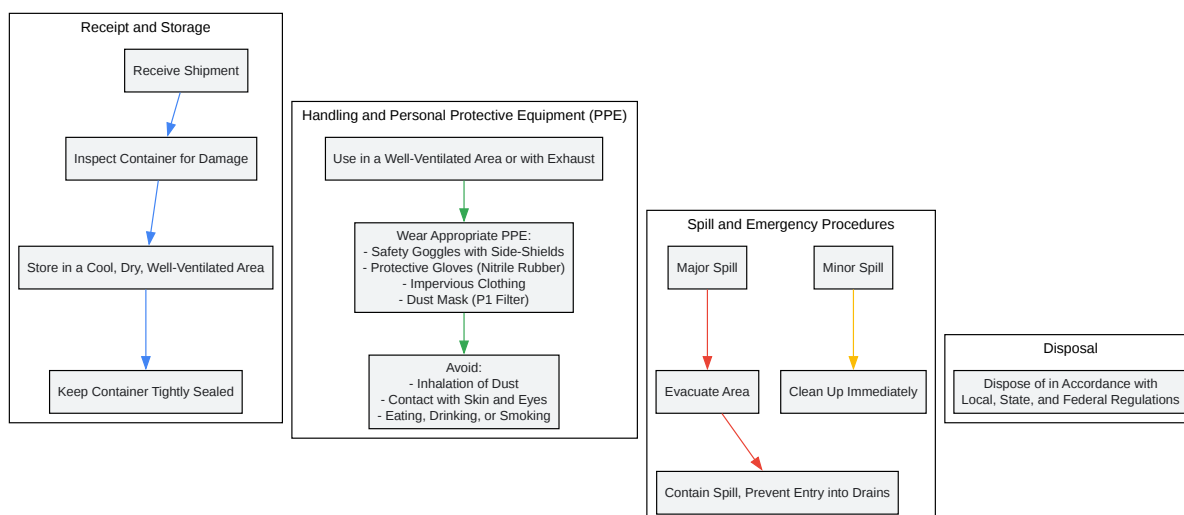 Receipt and Storage
Receive Shipment
Inspect Container for Damage
Store in a Cool, Dry, Well-Ventilated Area
Keep Container Tightly Sealed
Handling and Personal Protective Equipment (PPE)
Use in a Well-Ventilated Area or with Exhaust
Wear Appropriate PPE:
- Safety Goggles with Side-Shields
- Protective Gloves (Nitrile Rubber)
- Impervious Clothing
- Dust Mask (P1 Filter)
Avoid:
- Inhalation of Dust
- Contact with Skin and Eyes
- Eating, Drinking, or Smoking
Spill and Emergency Procedures
Major Spill
Minor Spill
Evacuate Area
Clean Up Immediately
Contain Spill, Prevent Entry into Drains
Disposal
Dispose of in Accordance with
Local, State, and Federal Regulations